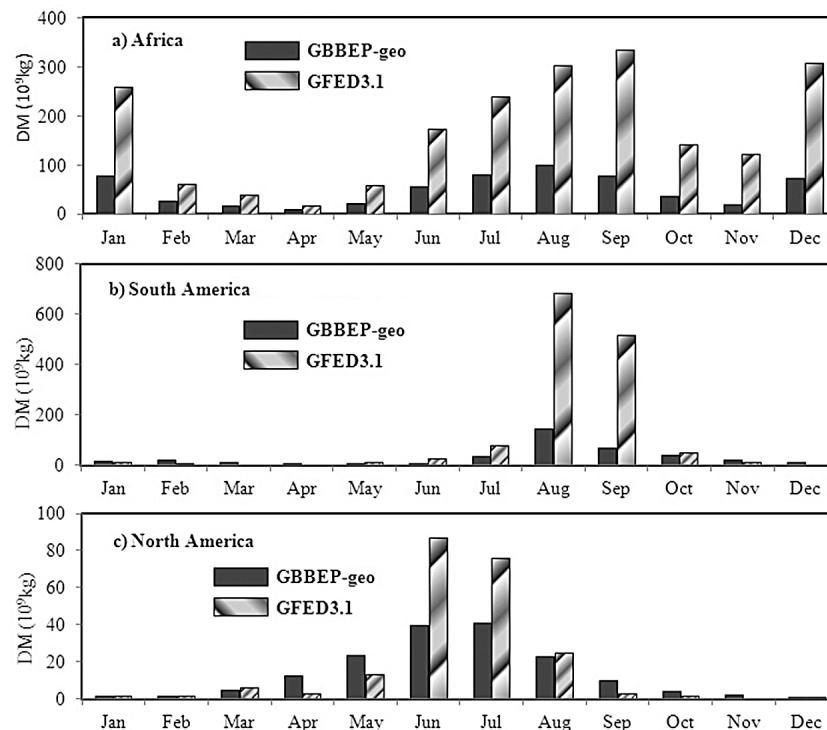 400
300
200
100
0
DM (10⁹kg)
a) Africa
GBBEP-geo
GFED3.1
Jan Feb Mar Apr May Jun Jul Aug Sep Oct Nov Dec
800
600
400
200
0
DM (10⁹kg)
b) South America
GBBEP-geo
GFED3.1
Jan Feb Mar Apr May Jun Jul Aug Sep Oct Nov Dec
100
80
60
40
20
0
DM (10⁹kg)
c) North America
GBBEP-geo
GFED3.1
Jan Feb Mar Apr May Jun Jul Aug Sep Oct Nov Dec